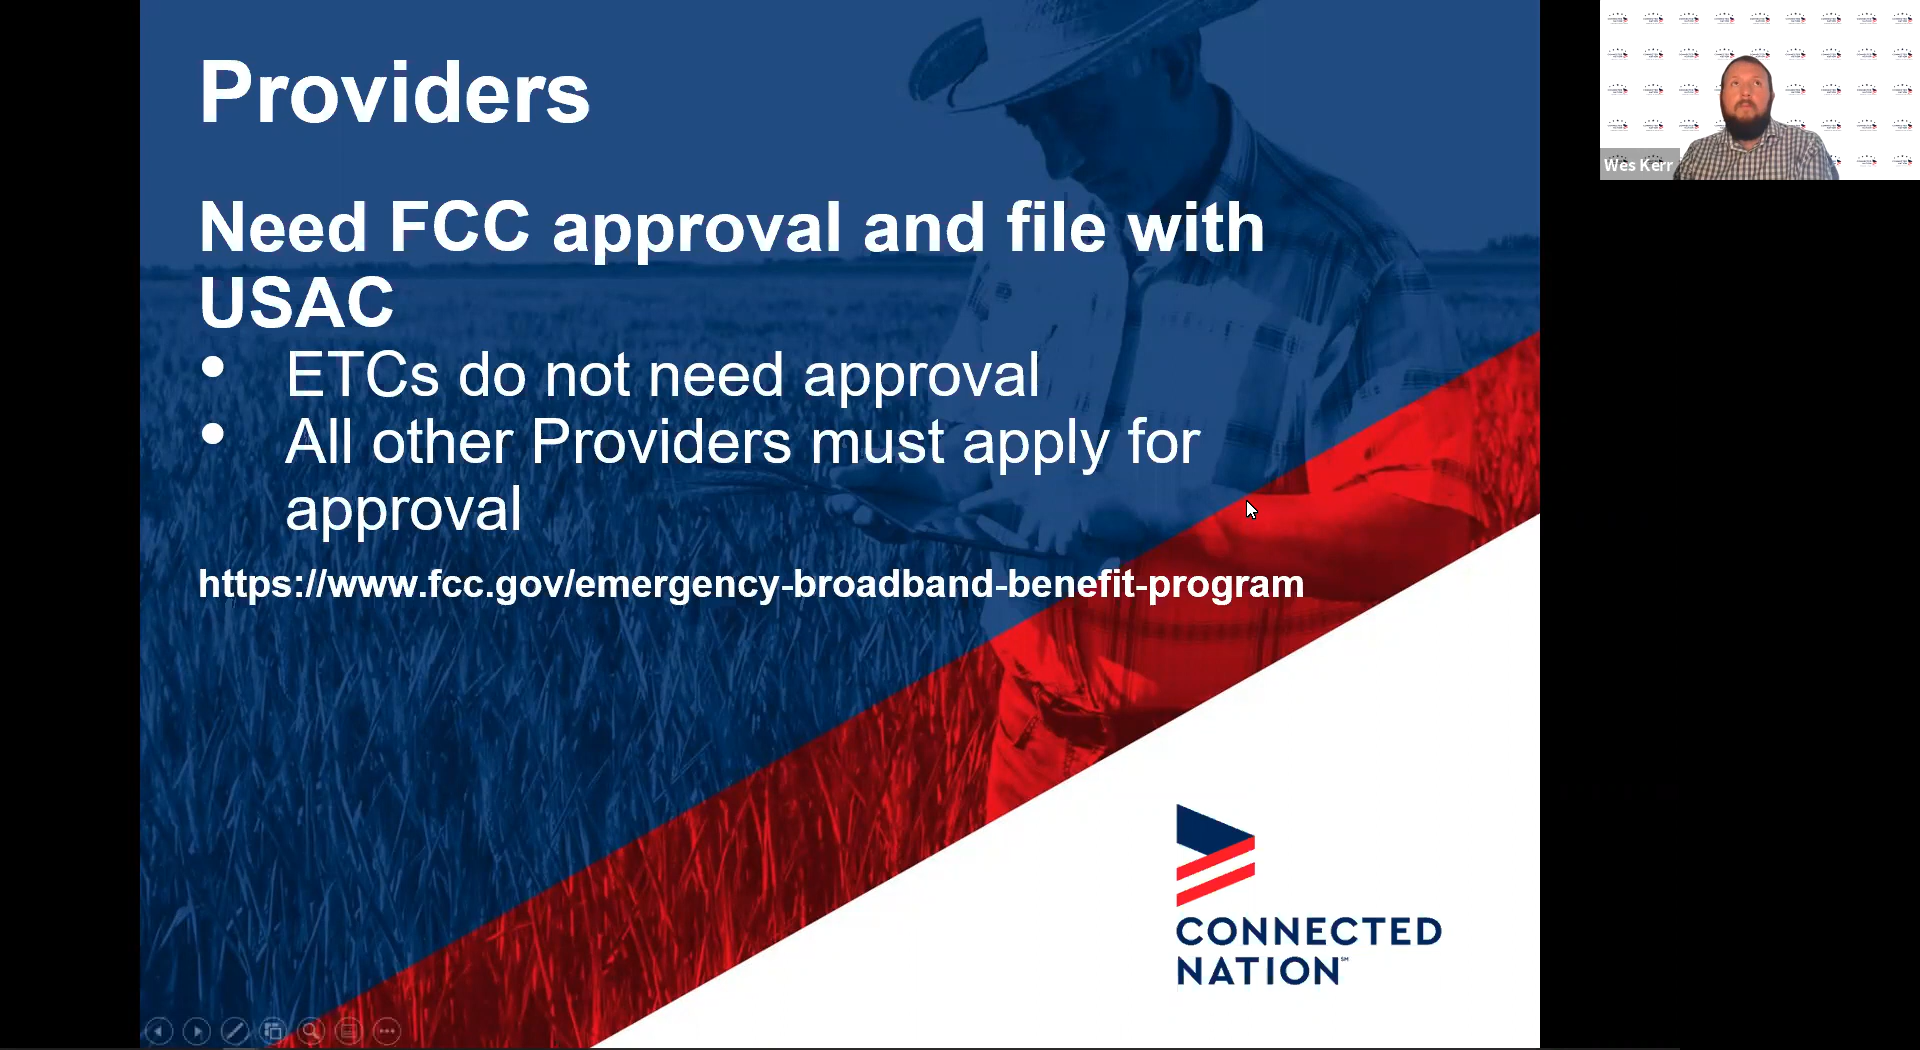 Providers
Need FCC approval and file with
USAC
• ETCs do not need approval
• All other Providers must apply for
approval
https://www.fcc.gov/emergency-broadband-benefit-program
CONNECTED
NATION℠
Wes Kerr